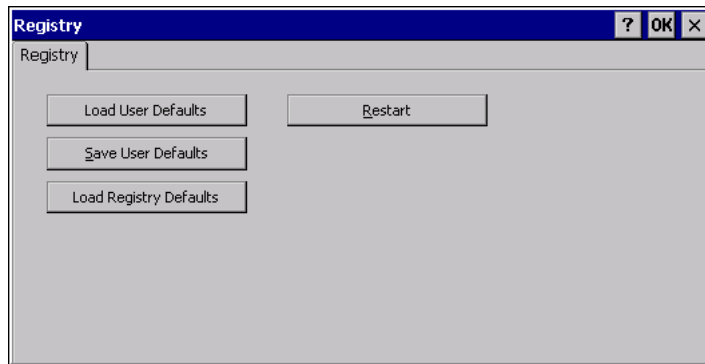 Registry ? OK ×
Registry
Load User Defaults Restart
Save User Defaults
Load Registry Defaults